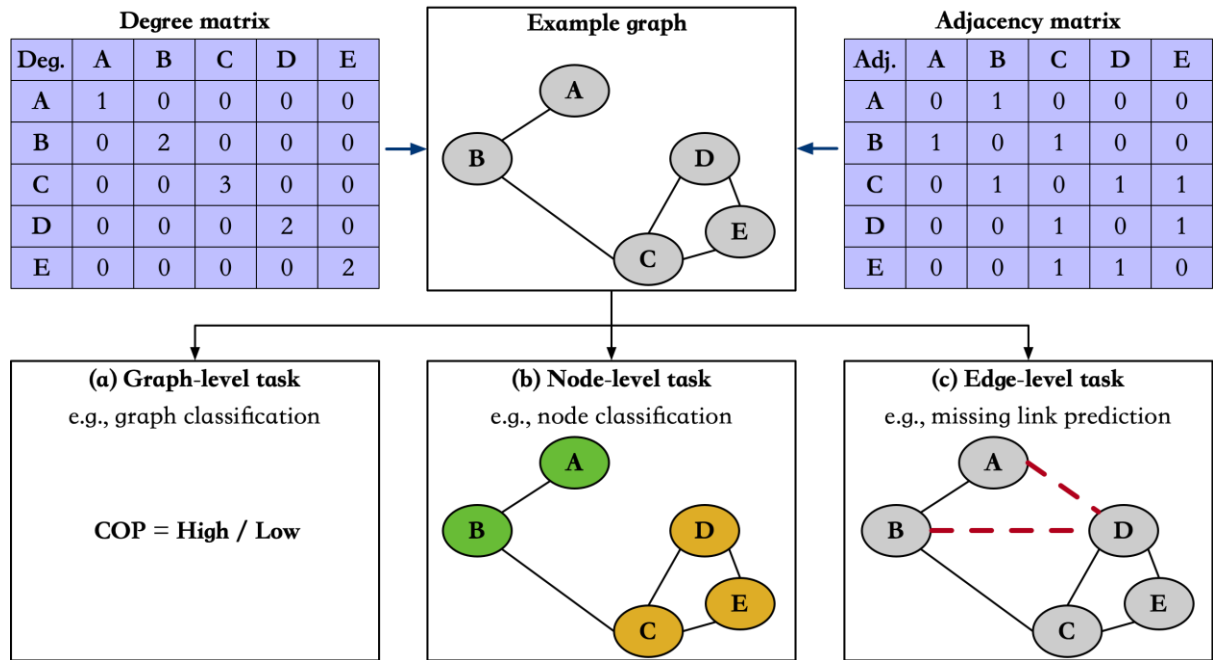 Degree matrix
Deg. A B C D E
A 1 0 0 0 0
B 0 2 0 0 0
C 0 0 3 0 0
D 0 0 0 2 0
E 0 0 0 0 2
Example graph
A
B
D
E
C
Adjacency matrix
Adj. A B C D E
A 0 1 0 0 0
B 1 0 1 0 0
C 0 1 0 1 1
D 0 0 1 0 1
E 0 0 1 1 0
(a) Graph-level task
e.g., graph classification
COP = High / Low
(b) Node-level task
e.g., node classification
A
B
D
E
C
(c) Edge-level task
e.g., missing link prediction
A
B
D
E
C